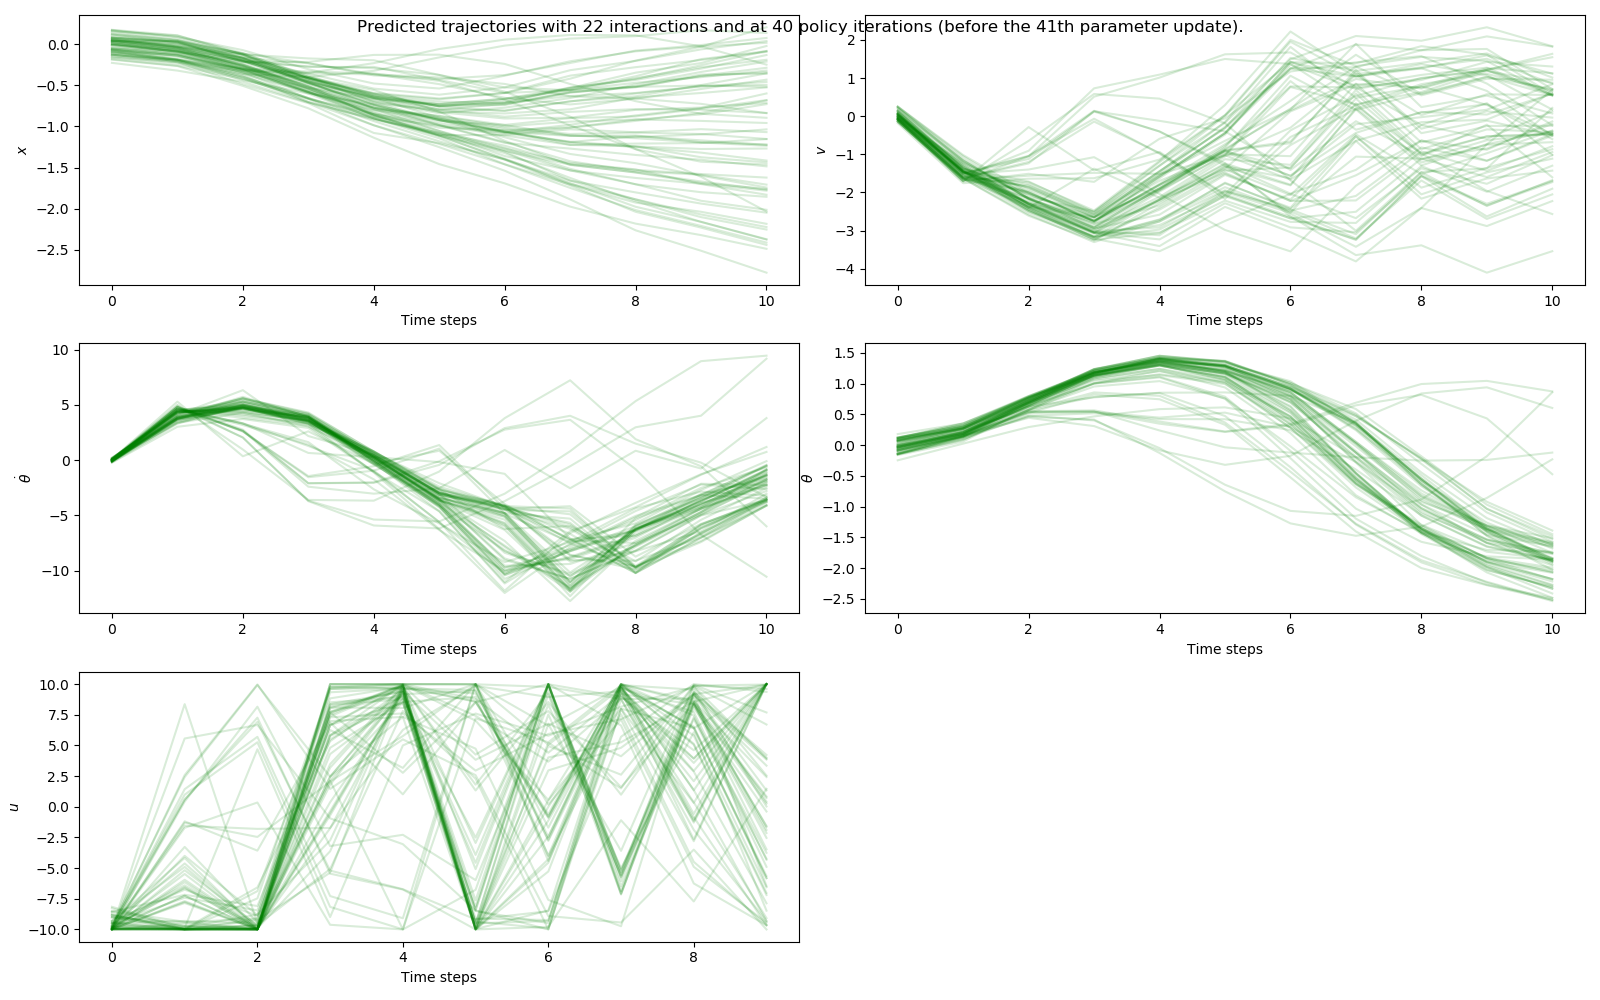 Predicted trajectories with 22 interactions and at 40 policy iterations (before the 41th parameter update).
0.0
−0.5
−1.0
−1.5
−2.0
−2.5
x
0 2 4 6 8 10
Time steps
2
1
0
−1
−2
−3
−4
v
0 2 4 6 8 10
Time steps
10
5
0
−5
−10
θ̇
0 2 4 6 8 10
Time steps
1.5
1.0
0.5
0.0
−0.5
−1.0
−1.5
−2.0
−2.5
θ
0 2 4 6 8 10
Time steps
10.0
7.5
5.0
2.5
0.0
−2.5
−5.0
−7.5
−10.0
u
0 2 4 6 8
Time steps